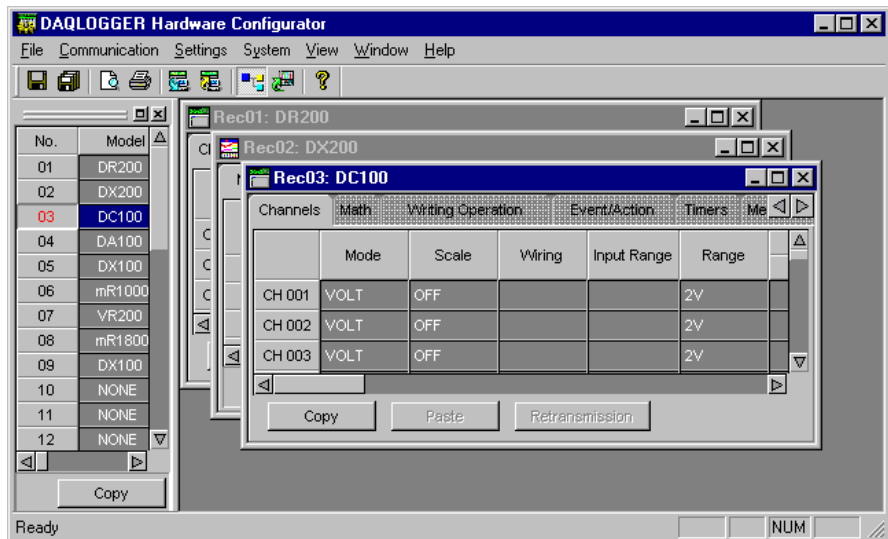 DAQLOGGER Hardware Configurator
File Communication Settings System View Window Help
No. Model
01 DR200
02 DX200
03 DC100
04 DA100
05 DX100
06 mR1000
07 VR200
08 mR1800
09 DX100
10 NONE
11 NONE
12 NONE
Copy
Rec01: DR200
Rec02: DX200
Rec03: DC100
Channels Math Writing Operation Event/Action Timers Me
Mode Scale Wiring Input Range Range
CH 001 VOLT OFF 2V
CH 002 VOLT OFF 2V
CH 003 VOLT OFF 2V
Copy Paste Retransmission
Ready NUM